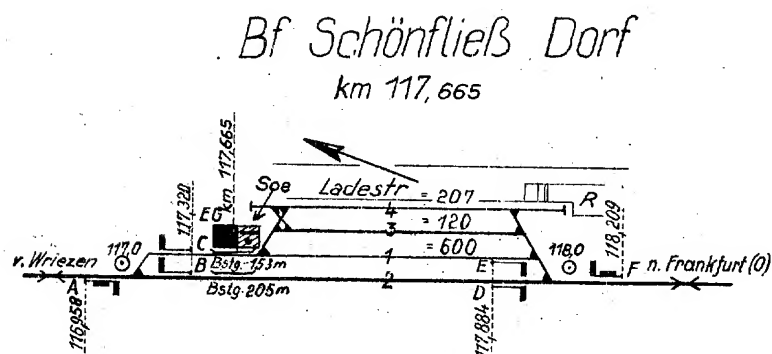 Bf Schönfließ Dorf
km 117,665
km 117,665
117,320
EG
Soe
Ladestr = 207
4
R
118,209
3
= 120
C
1
= 600
117,0
v. Wriezen
B
Bstg. 153m
E
118,0
F
n. Frankfurt(O)
A
2
Bstg. 205m
D
116,958
117,884